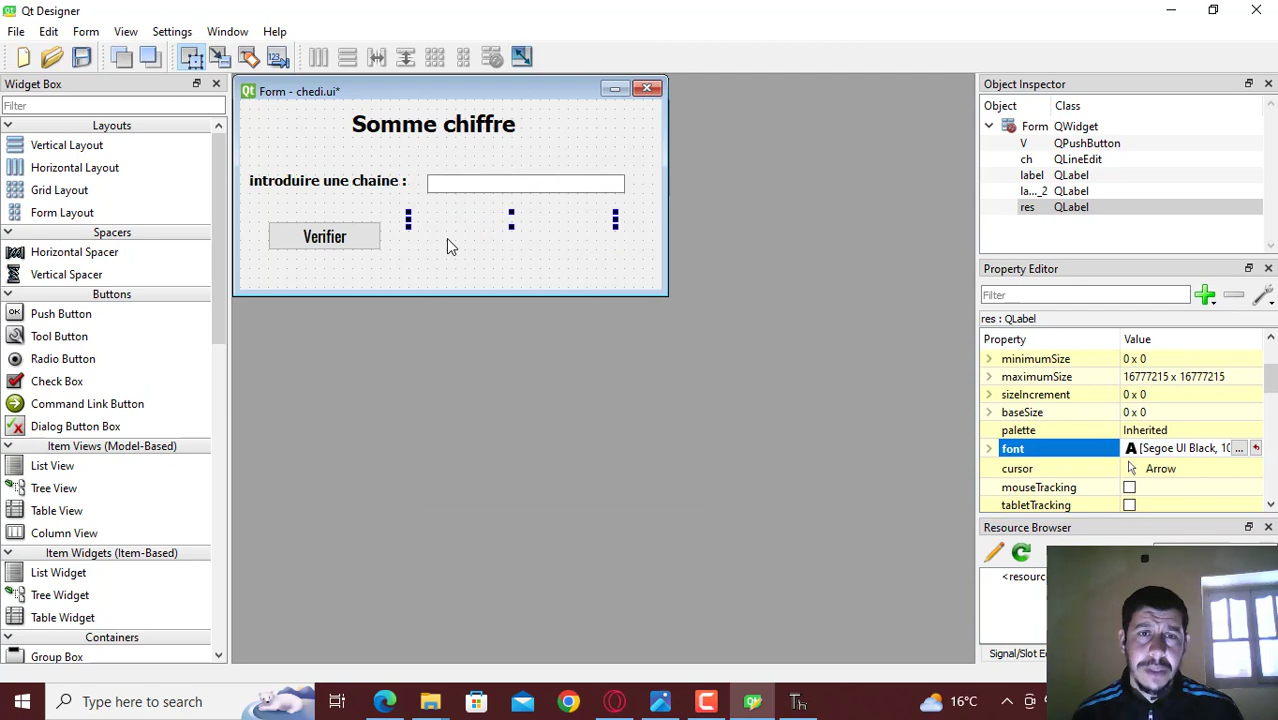 Qt Designer
File Edit Form View Settings Window Help
Widget Box
Filter
Layouts
Vertical Layout
Horizontal Layout
Grid Layout
Form Layout
Spacers
Horizontal Spacer
Vertical Spacer
Buttons
Push Button
Tool Button
Radio Button
Check Box
Command Link Button
Dialog Button Box
Item Views (Model-Based)
List View
Tree View
Table View
Column View
Item Widgets (Item-Based)
List Widget
Tree Widget
Table Widget
Containers
Group Box
Form - chedi.ui*
Somme chiffre
introduire une chaine :
Verifier
Object Inspector
Object Class
Form QWidget
V QPushButton
ch QLineEdit
label QLabel
la..._2 QLabel
res QLabel
Property Editor
Filter
res : QLabel
Property Value
minimumSize 0 x 0
maximumSize 16777215 x 16777215
sizeIncrement 0 x 0
baseSize 0 x 0
palette Inherited
font A [Segoe UI Black, 10 ...
cursor Arrow
mouseTracking
tabletTracking
Resource Browser
<resourc
Signal/Slot Ed
Type here to search
Th
16°C